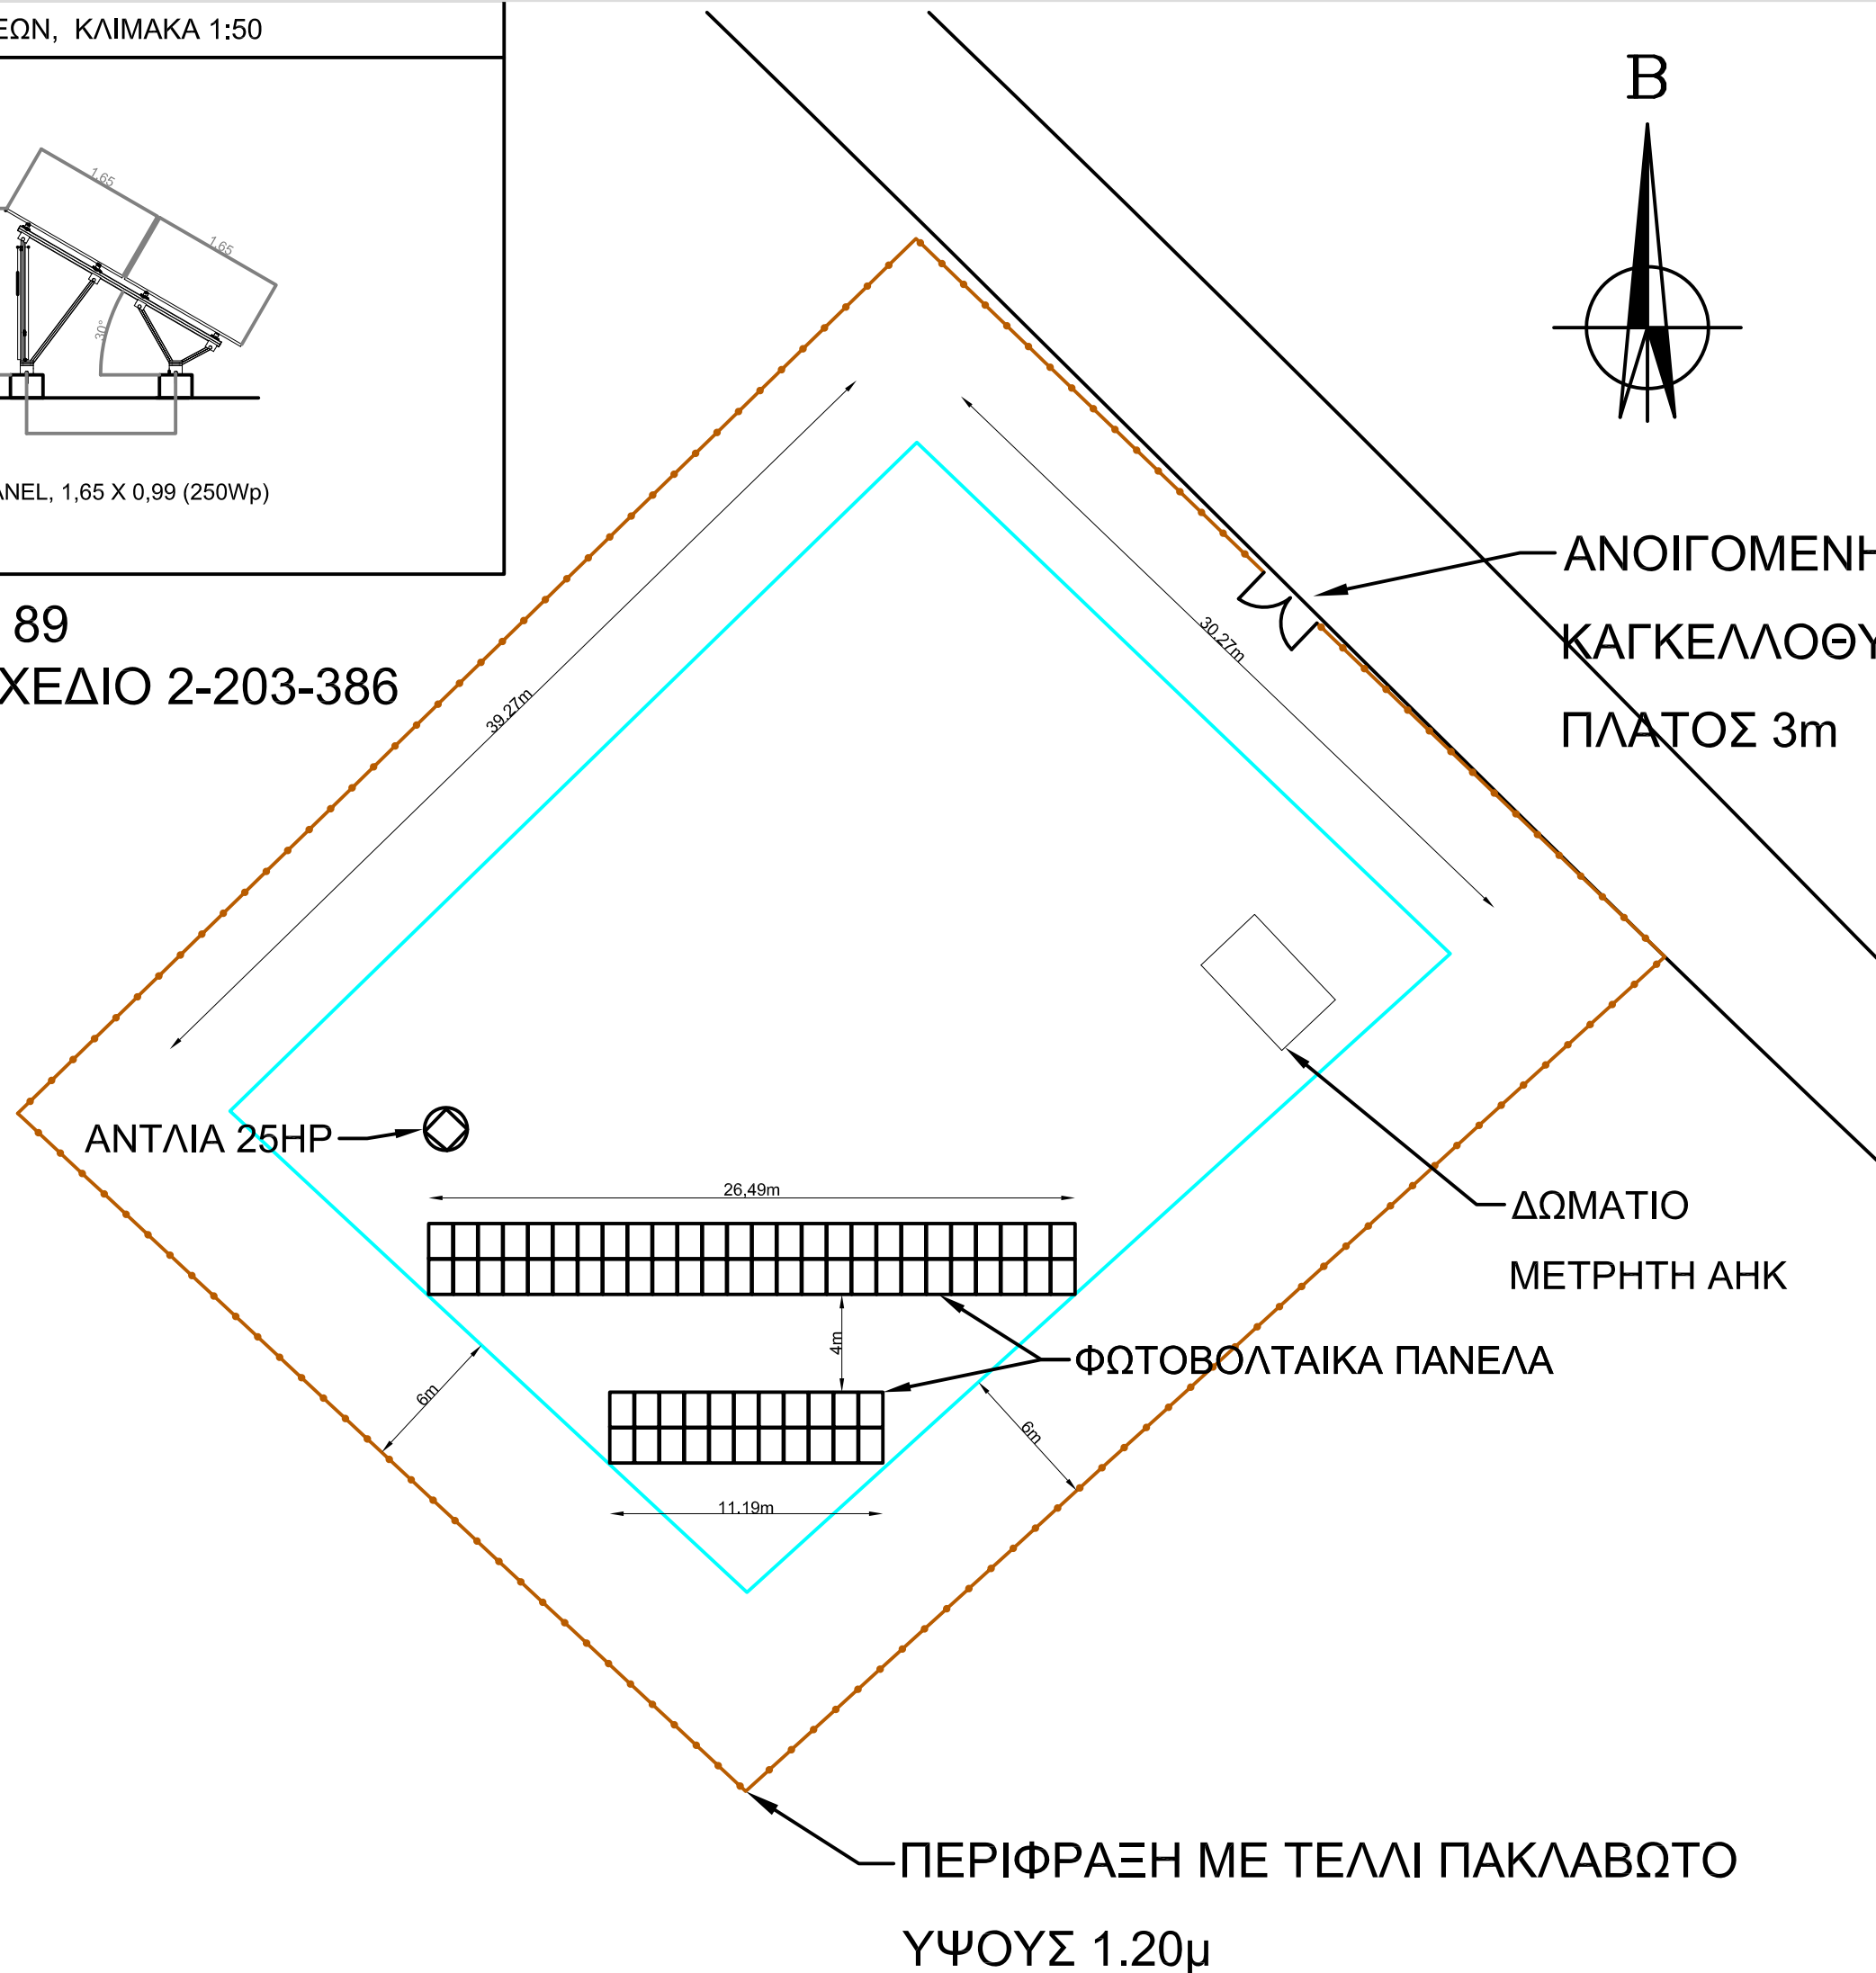 ΕΩΝ, ΚΛΙΜΑΚΑ 1:50
Β
1,65
1,65
30°
ANEL, 1,65 X 0,99 (250Wp)
89
ΧΕΔΙΟ 2-203-386
ΑΝΟΙΓΟΜΕΝΗ
ΚΑΓΚΕΛΛΟΘΥ
ΠΛΑΤΟΣ 3m
30,27m
39,27m
ΑΝΤΛΙΑ 25HP
26,49m
ΔΩΜΑΤΙΟ
ΜΕΤΡΗΤΗ ΑΗΚ
4m
ΦΩΤΟΒΟΛΤΑΙΚΑ ΠΑΝΕΛΑ
6m
6m
11,19m
ΠΕΡΙΦΡΑΞΗ ΜΕ ΤΕΛΛΙ ΠΑΚΛΑΒΩΤΟ
ΥΨΟΥΣ 1.20μ